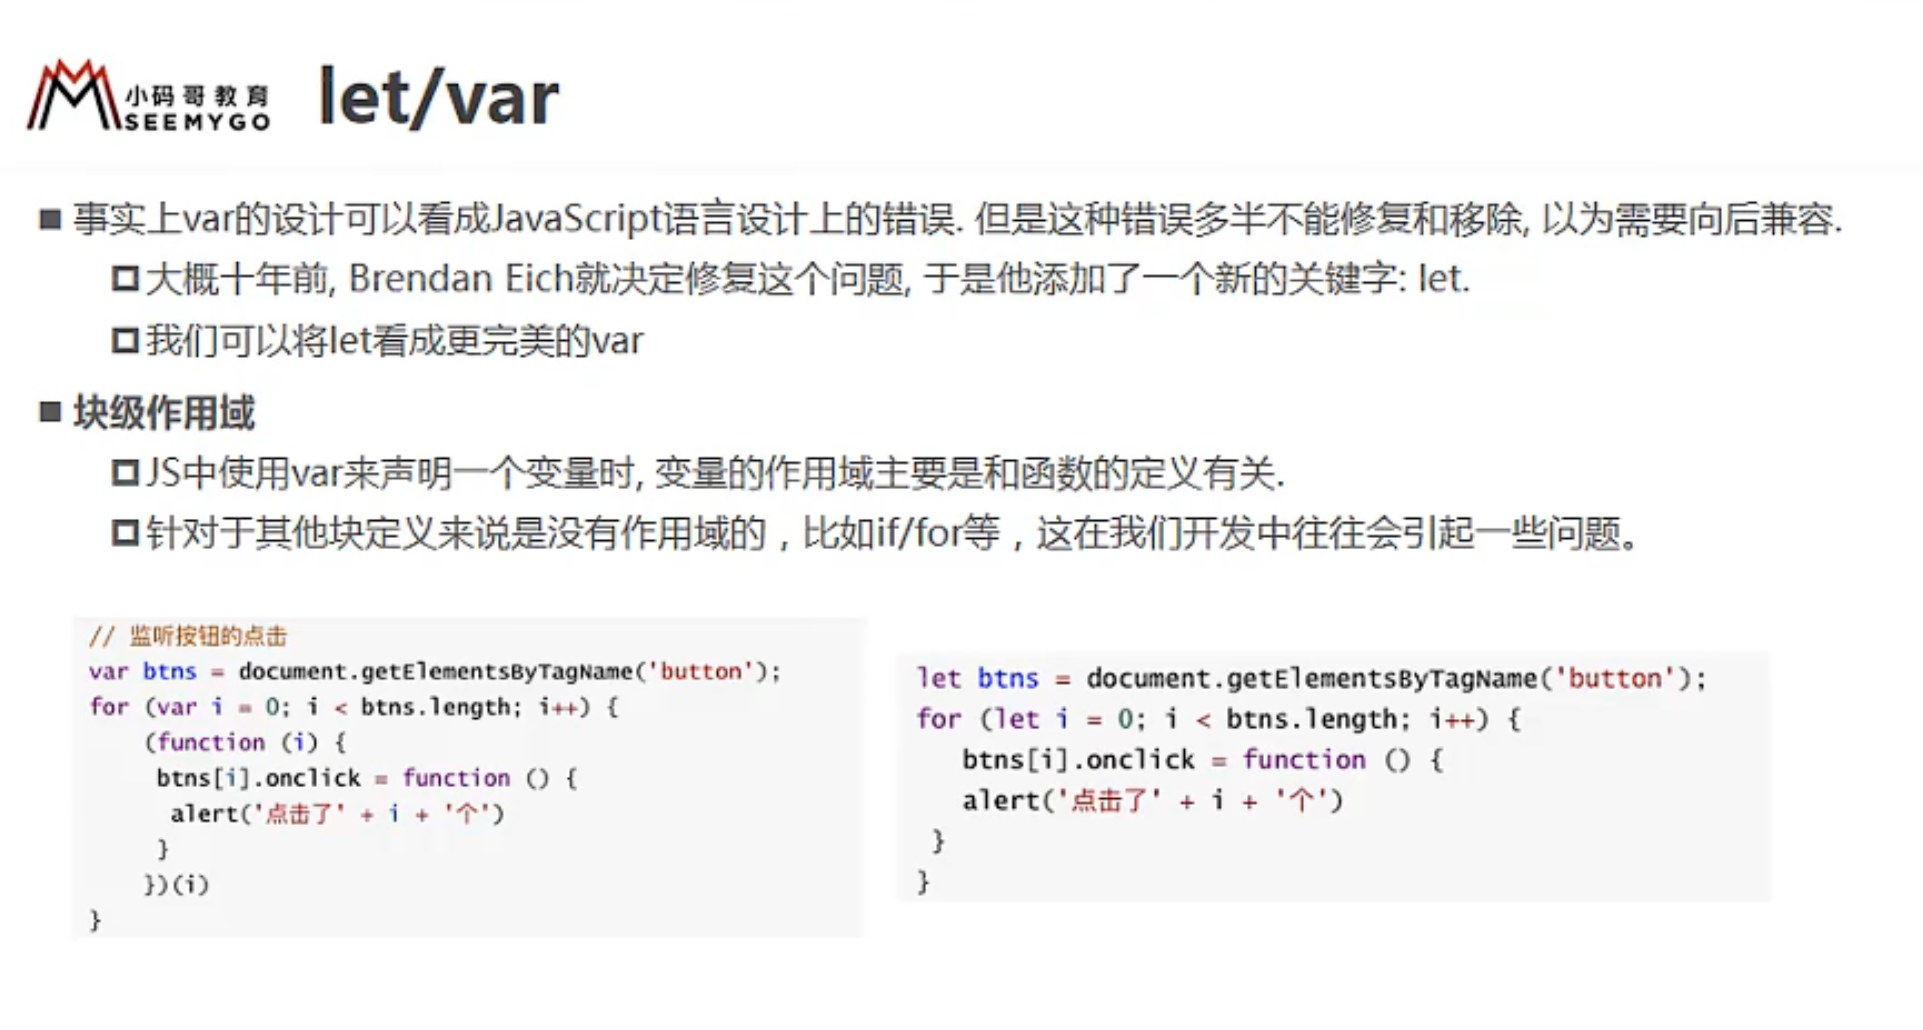 小码哥教育
SEEMYGO
let/var
事实上var的设计可以看成JavaScript语言设计上的错误. 但是这种错误多半不能修复和移除, 以为需要向后兼容.
大概十年前, Brendan Eich就决定修复这个问题, 于是他添加了一个新的关键字: let.
我们可以将let看成更完美的var
块级作用域
JS中使用var来声明一个变量时, 变量的作用域主要是和函数的定义有关.
针对于其他块定义来说是没有作用域的，比如if/for等，这在我们开发中往往会引起一些问题。
// 监听按钮的点击
var btns = document.getElementsByTagName('button');
for (var i = 0; i < btns.length; i++) {
(function (i) {
btns[i].onclick = function () {
alert('点击了' + i + '个')
}
})(i)
}
let btns = document.getElementsByTagName('button');
for (let i = 0; i < btns.length; i++) {
btns[i].onclick = function () {
alert('点击了' + i + '个')
}
}